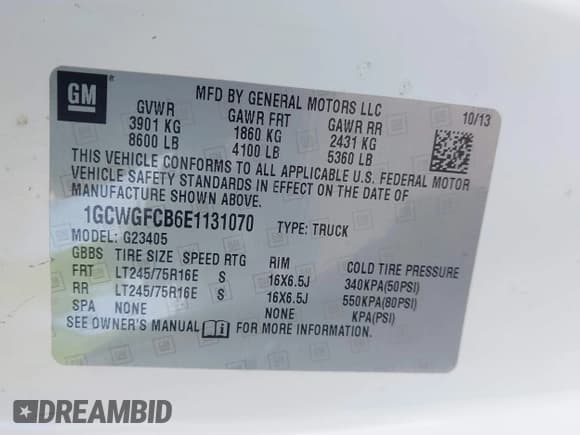 GM ®
MFD BY GENERAL MOTORS LLC
10/13
GVWR GAWR FRT GAWR RR
3901 KG 1860 KG 2431 KG
8600 LB 4100 LB 5360 LB
THIS VEHICLE CONFORMS TO ALL APPLICABLE U.S. FEDERAL MOTOR
VEHICLE SAFETY STANDARDS IN EFFECT ON THE DATE OF
MANUFACTURE SHOWN ABOVE.
1GCWGFCB6E1131070 TYPE: TRUCK
MODEL: G23405
GBBS TIRE SIZE SPEED RTG RIM COLD TIRE PRESSURE
FRT LT245/75R16E S 16X6.5J 340KPA(50PSI)
RR LT245/75R16E S 16X6.5J 550KPA(80PSI)
SPA NONE NONE KPA(PSI)
SEE OWNER'S MANUAL i FOR MORE INFORMATION.
DREAMBID